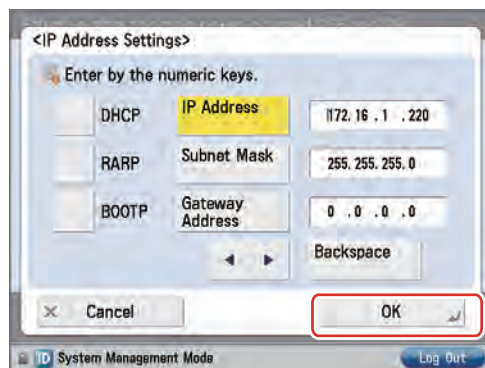 <IP Address Settings>
Enter by the numeric keys.
DHCP IP Address 172. 16 . 1 . 220
RARP Subnet Mask 255. 255. 255. 0
BOOTP Gateway Address 0 . 0 . 0 . 0
Backspace
Cancel OK
ID System Management Mode Log Out